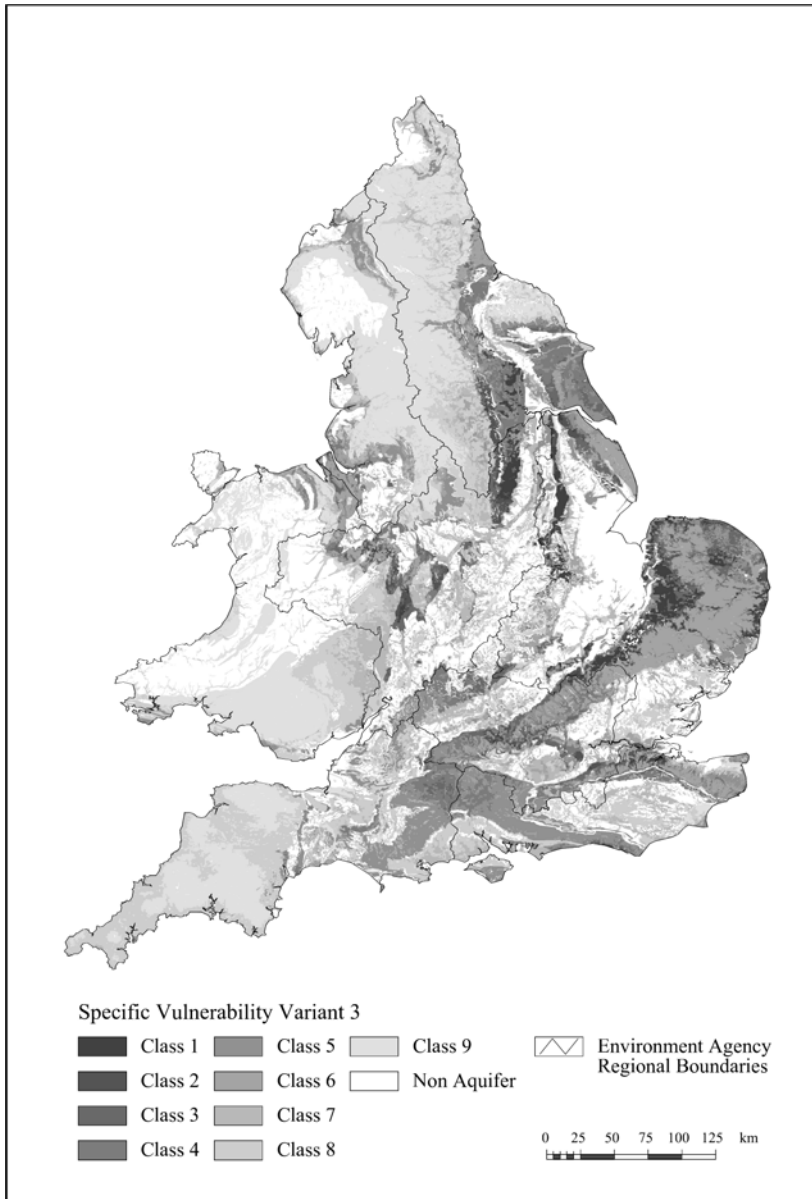 Specific Vulnerability Variant 3
Class 1
Class 5
Class 9
Environment Agency
Regional Boundaries
Class 2
Class 6
Non Aquifer
Class 3
Class 7
Class 4
Class 8
0 25 50 75 100 125 km